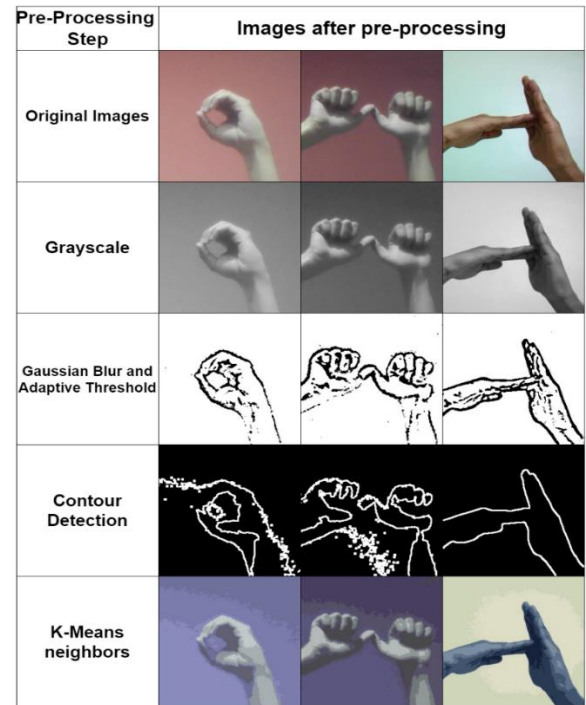 Pre-Processing
Step
Images after pre-processing
Original Images
Grayscale
Gaussian Blur and
Adaptive Threshold
Contour
Detection
K-Means
neighbors